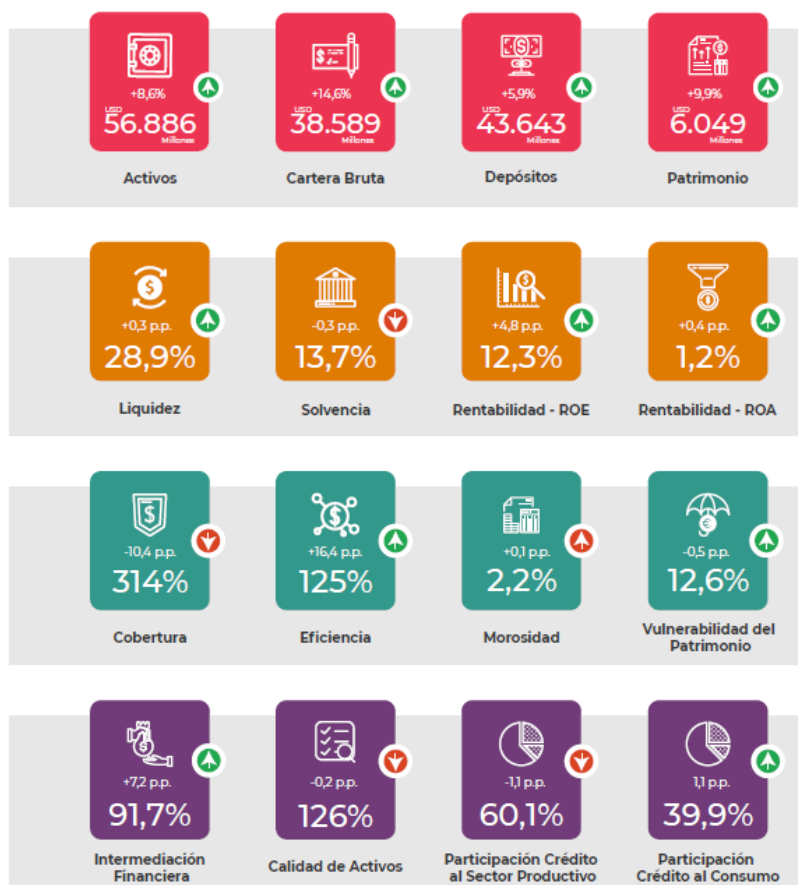 +8,6%
USD
56.886
Millones
Activos
+14,6%
USD
38.589
Millones
Cartera Bruta
+5,9%
USD
43.643
Millones
Depósitos
+9,9%
USD
6.049
Millones
Patrimonio
+0,3 p.p.
28,9%
Liquidez
-0,3 p.p.
13,7%
Solvencia
+4,8 p.p.
12,3%
Rentabilidad - ROE
+0,4 p.p.
1,2%
Rentabilidad - ROA
-10,4 p.p.
314%
Cobertura
+16,4 p.p.
125%
Eficiencia
+0,1 p.p.
2,2%
Morosidad
-0,5 p.p.
12,6%
Vulnerabilidad del
Patrimonio
+7,2 p.p.
91,7%
Intermediación
Financiera
-0,2 p.p.
126%
Calidad de Activos
-1,1 p.p.
60,1%
Participación Crédito
al Sector Productivo
1,1 p.p.
39,9%
Participación
Crédito al Consumo